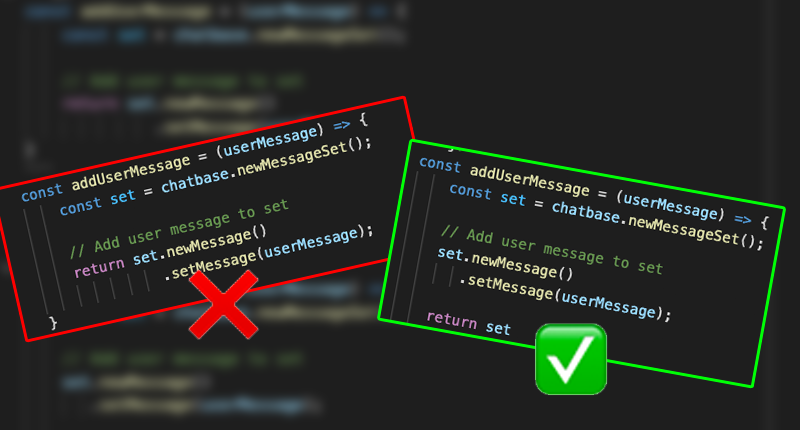 const addUserMessage = (userMessage) => {
const set = chatbase.newMessageSet();
// Add user message to set
return set.newMessage()
.setMessage(userMessage);
}
const addUserMessage = (userMessage) => {
const set = chatbase.newMessageSet();
// Add user message to set
set.newMessage()
.setMessage(userMessage);
return set